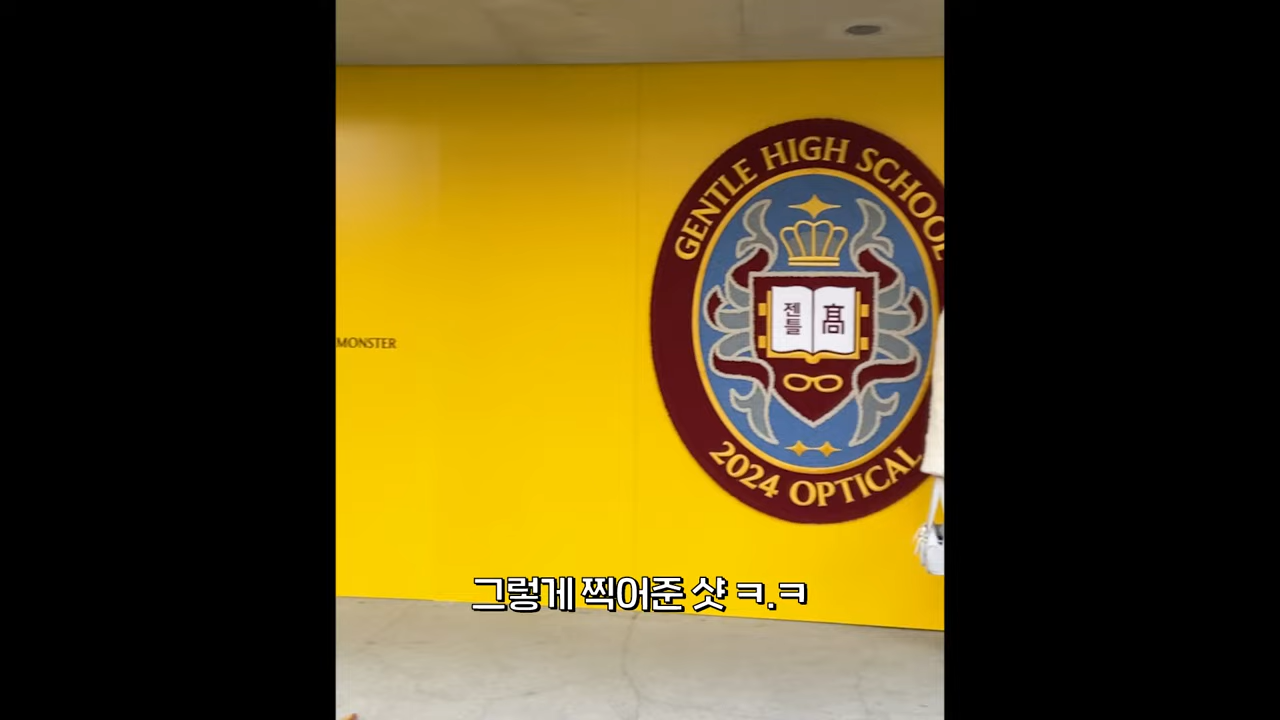 GENTLE HIGH SCHOOL
젠틀
高
MONSTER
2024 OPTICAL
그렇게 찍어준 샷 ㅋ.ㅋ